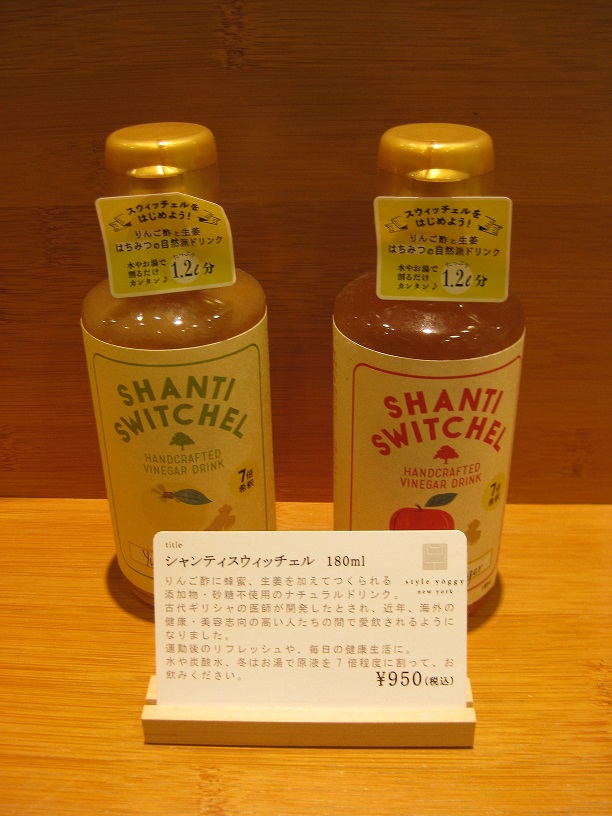 スウィッチェルを
はじめよう!
りんご酢と生姜
はちみつの自然派ドリンク
水やお湯で
割るだけ
カンタン♪
たっぷり
1.2ℓ分
SHANTI
SWITCHEL
HANDCRAFTED
VINEGAR DRINK
7倍
希釈
スウィッチェルを
はじめよう!
りんご酢と生姜
はちみつの自然派ドリンク
水やお湯で
割るだけ
カンタン♪
たっぷり
1.2ℓ分
SHANTI
SWITCHEL
HANDCRAFTED
VINEGAR DRINK
7倍
希釈
title
シャンティスウィッチェル 180ml
style yoggy
new york
りんご酢に蜂蜜、生姜を加えてつくられる
添加物・砂糖不使用のナチュラルドリンク。
古代ギリシャの医師が開発したとされ、近年、海外の
健康・美容志向の高い人たちの間で愛飲されるように
なりました。
運動後のリフレッシュや、毎日の健康生活に。
水や炭酸水、冬はお湯で原液を7倍程度に割って、お
飲みください。
¥950(税込)